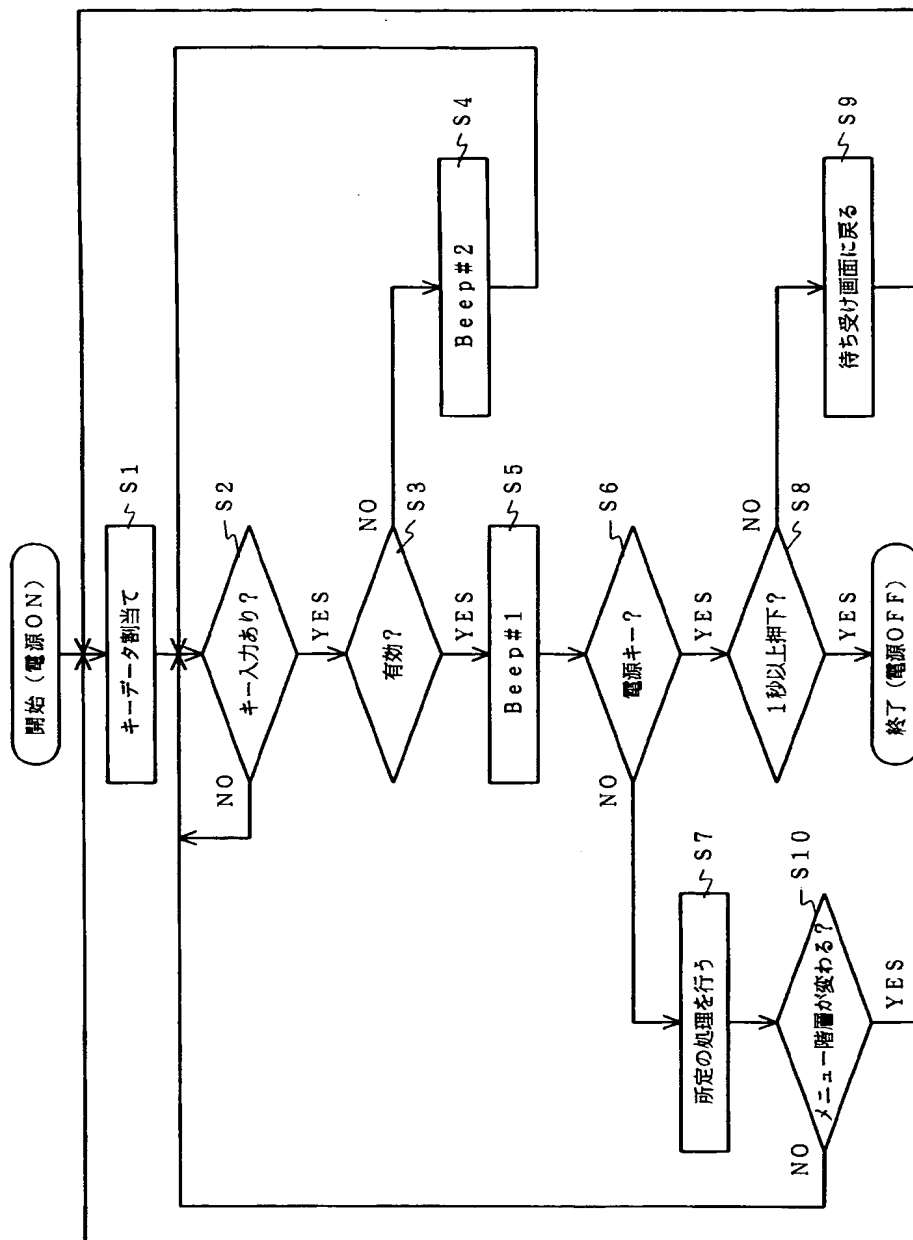 開始(電源ON)
キーデータ割当て
S1
キー入力あり?
S2
NO
YES
有効?
S3
NO
YES
Beep#2
S4
Beep#1
S5
電源キー?
S6
NO
YES
所定の処理を行う
S7
1秒以上押下?
S8
NO
YES
待ち受け画面に戻る
S9
メニュー階層が変わる?
S10
NO
YES
終了(電源OFF)